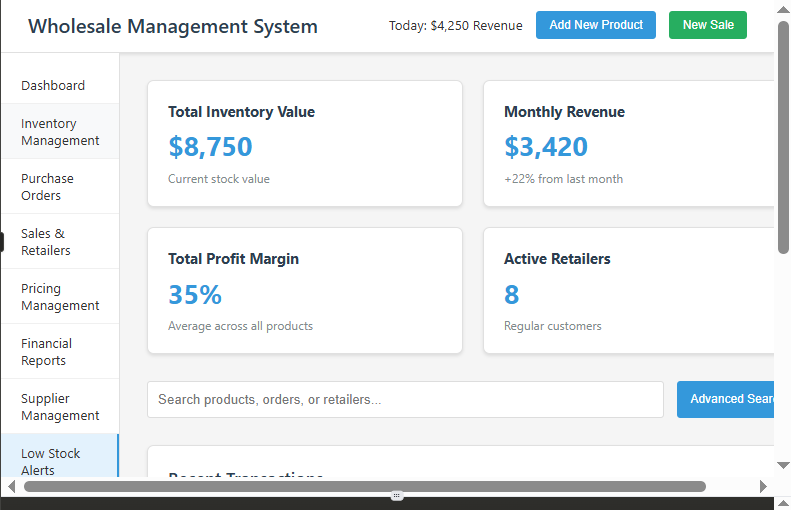 Wholesale Management System
Today: $4,250 Revenue
Add New Product
New Sale
Dashboard
Inventory
Management
Purchase
Orders
Sales &
Retailers
Pricing
Management
Financial
Reports
Supplier
Management
Low Stock
Alerts
Total Inventory Value
$8,750
Current stock value
Monthly Revenue
$3,420
+22% from last month
Total Profit Margin
35%
Average across all products
Active Retailers
8
Regular customers
Search products, orders, or retailers...
Advanced Sear
Recent Transactions